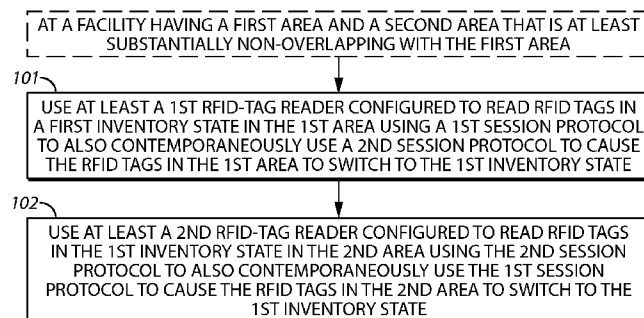 AT A FACILITY HAVING A FIRST AREA AND A SECOND AREA THAT IS AT LEAST
SUBSTANTIALLY NON-OVERLAPPING WITH THE FIRST AREA
101
USE AT LEAST A 1ST RFID-TAG READER CONFIGURED TO READ RFID TAGS IN
A FIRST INVENTORY STATE IN THE 1ST AREA USING A 1ST SESSION PROTOCOL
TO ALSO CONTEMPORANEOUSLY USE A 2ND SESSION PROTOCOL TO CAUSE
THE RFID TAGS IN THE 1ST AREA TO SWITCH TO THE 1ST INVENTORY STATE
102
USE AT LEAST A 2ND RFID-TAG READER CONFIGURED TO READ RFID TAGS
IN THE 1ST INVENTORY STATE IN THE 2ND AREA USING THE 2ND SESSION
PROTOCOL TO ALSO CONTEMPORANEOUSLY USE THE 1ST SESSION
PROTOCOL TO CAUSE THE RFID TAGS IN THE 2ND AREA TO SWITCH TO THE
1ST INVENTORY STATE